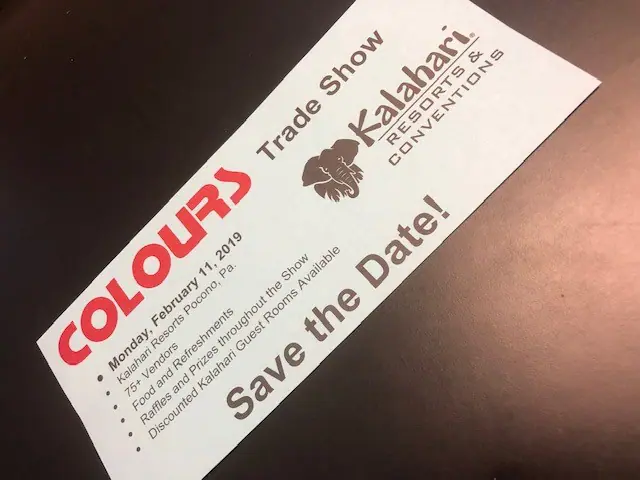 COLOURS Trade Show
Kalahari®
RESORTS &
CONVENTIONS
• Monday, February 11, 2019
• Kalahari Resorts Pocono, Pa.
• 75+ Vendors
• Food and Refreshments
• Raffles and Prizes throughout the Show
• Discounted Kalahari Guest Rooms Available
Save the Date!